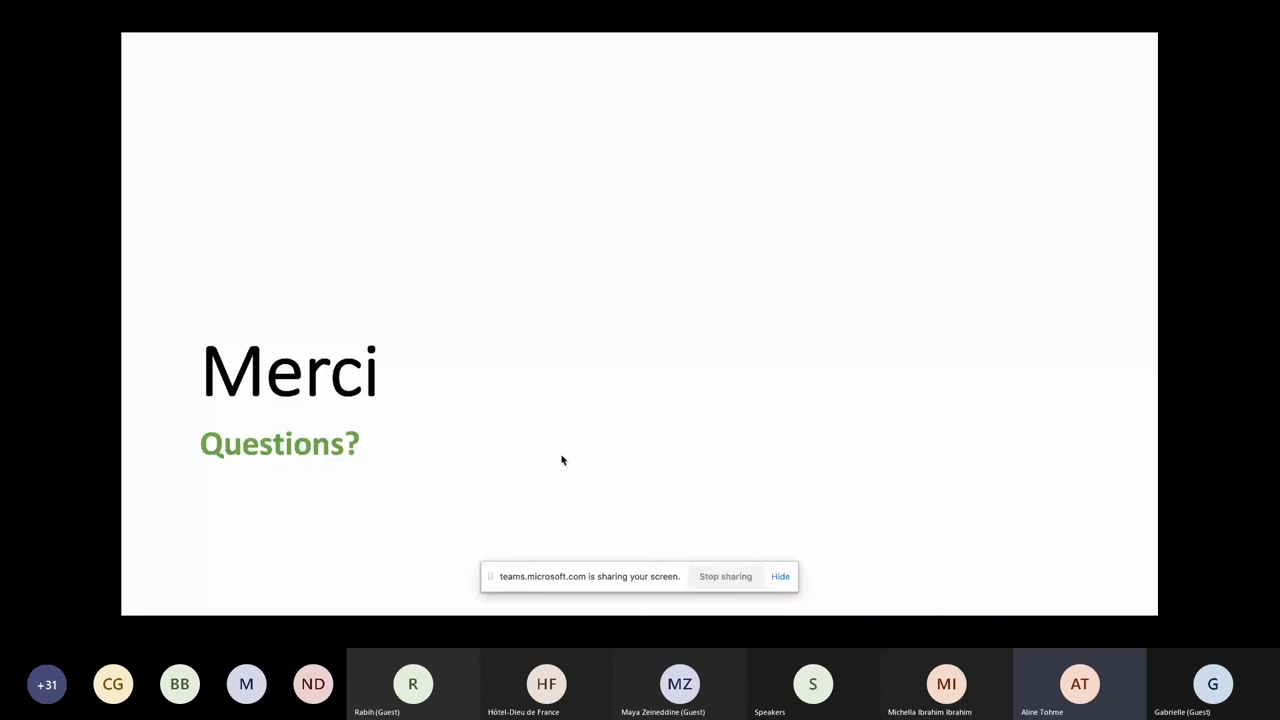 Merci
Questions?
teams.microsoft.com is sharing your screen. Stop sharing Hide
+31 CG BB M ND R HF MZ S MI AT G
Rabih (Guest) Hôtel-Dieu de France Maya Zeineddine (Guest) Speakers Michella Ibrahim Ibrahim Aline Tohme Gabrielle (Guest)